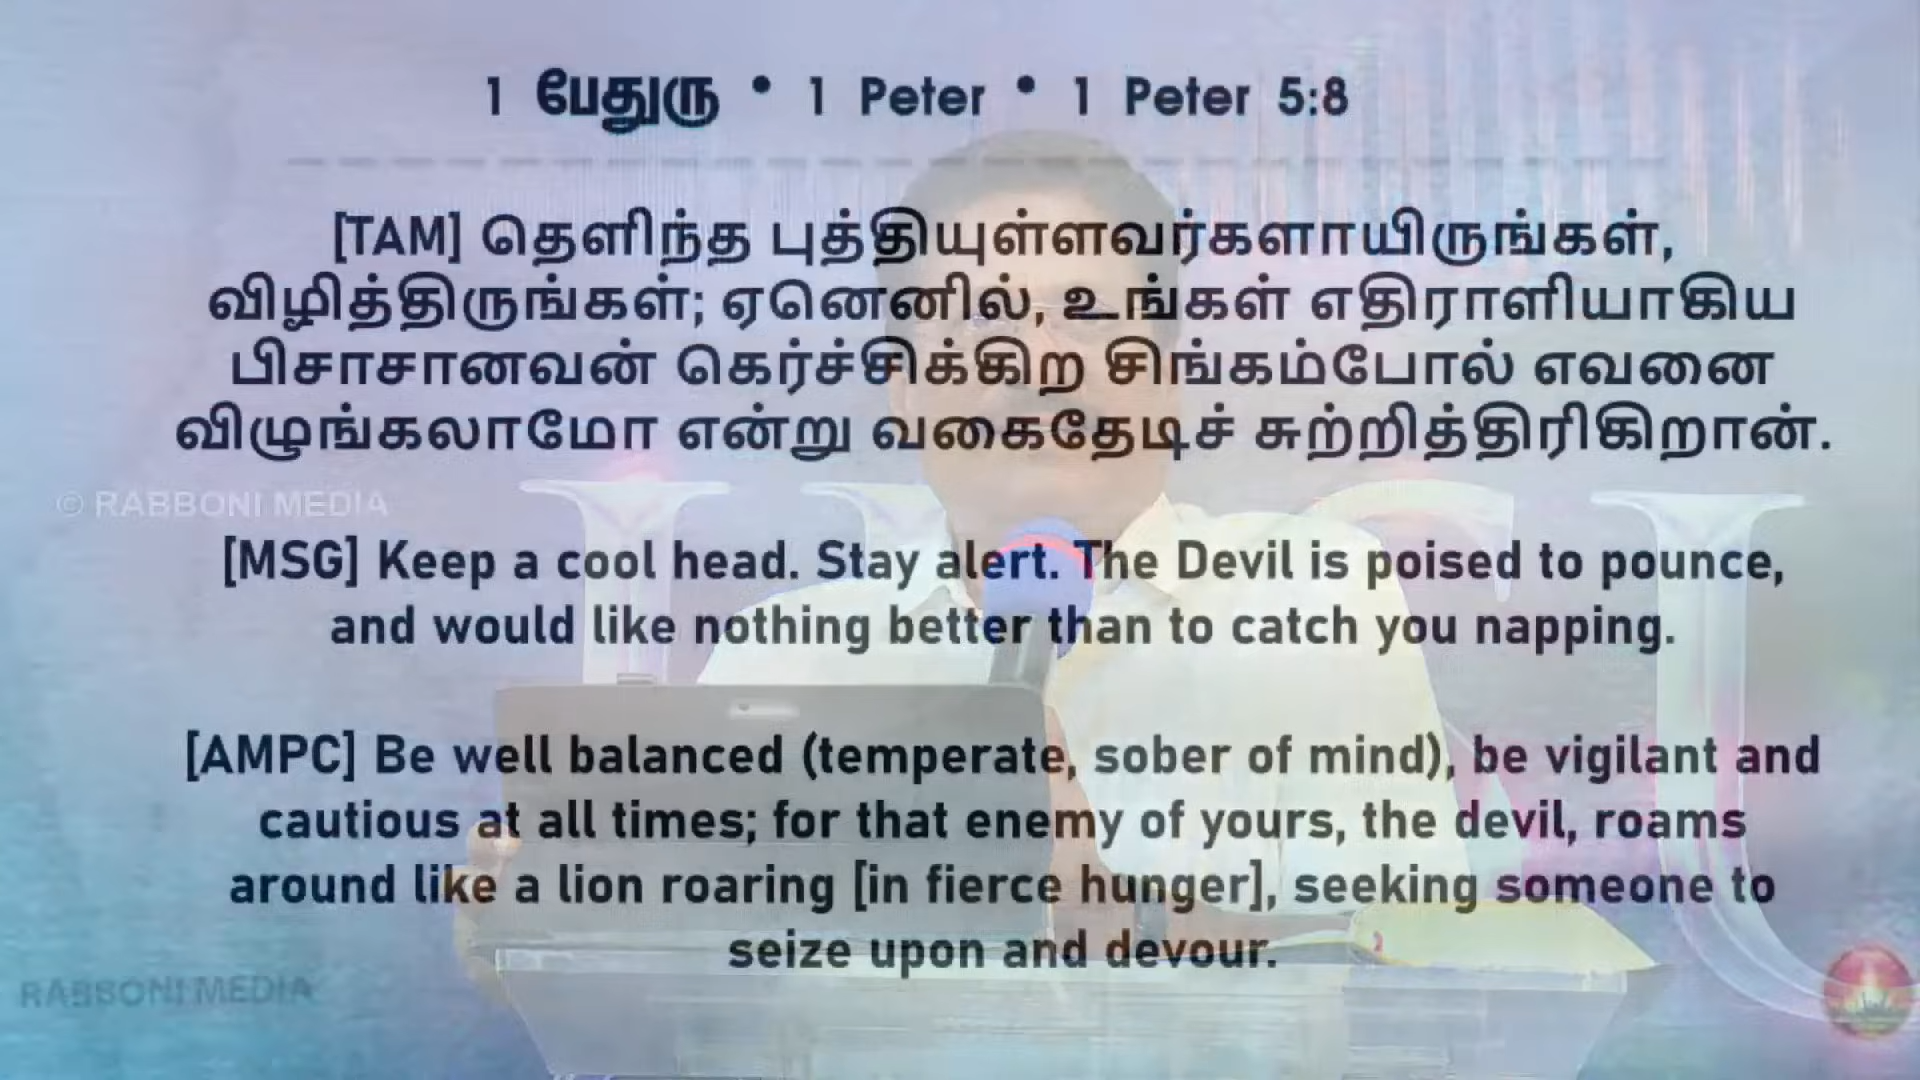 1 பேதுரு • 1 Peter • 1 Peter 5:8
[TAM] தெளிந்த புத்தியுள்ளவர்களாயிருங்கள்,
விழித்திருங்கள்; ஏனெனில், உங்கள் எதிராளியாகிய
பிசாசானவன் கெர்ச்சிக்கிற சிங்கம்போல் எவனை
விழுங்கலாமோ என்று வகைதேடிச் சுற்றித்திரிகிறான்.
© RABBONI MEDIA
[MSG] Keep a cool head. Stay alert. The Devil is poised to pounce,
and would like nothing better than to catch you napping.
[AMPC] Be well balanced (temperate, sober of mind), be vigilant and
cautious at all times; for that enemy of yours, the devil, roams
around like a lion roaring [in fierce hunger], seeking someone to
seize upon and devour.
RABBONI MEDIA